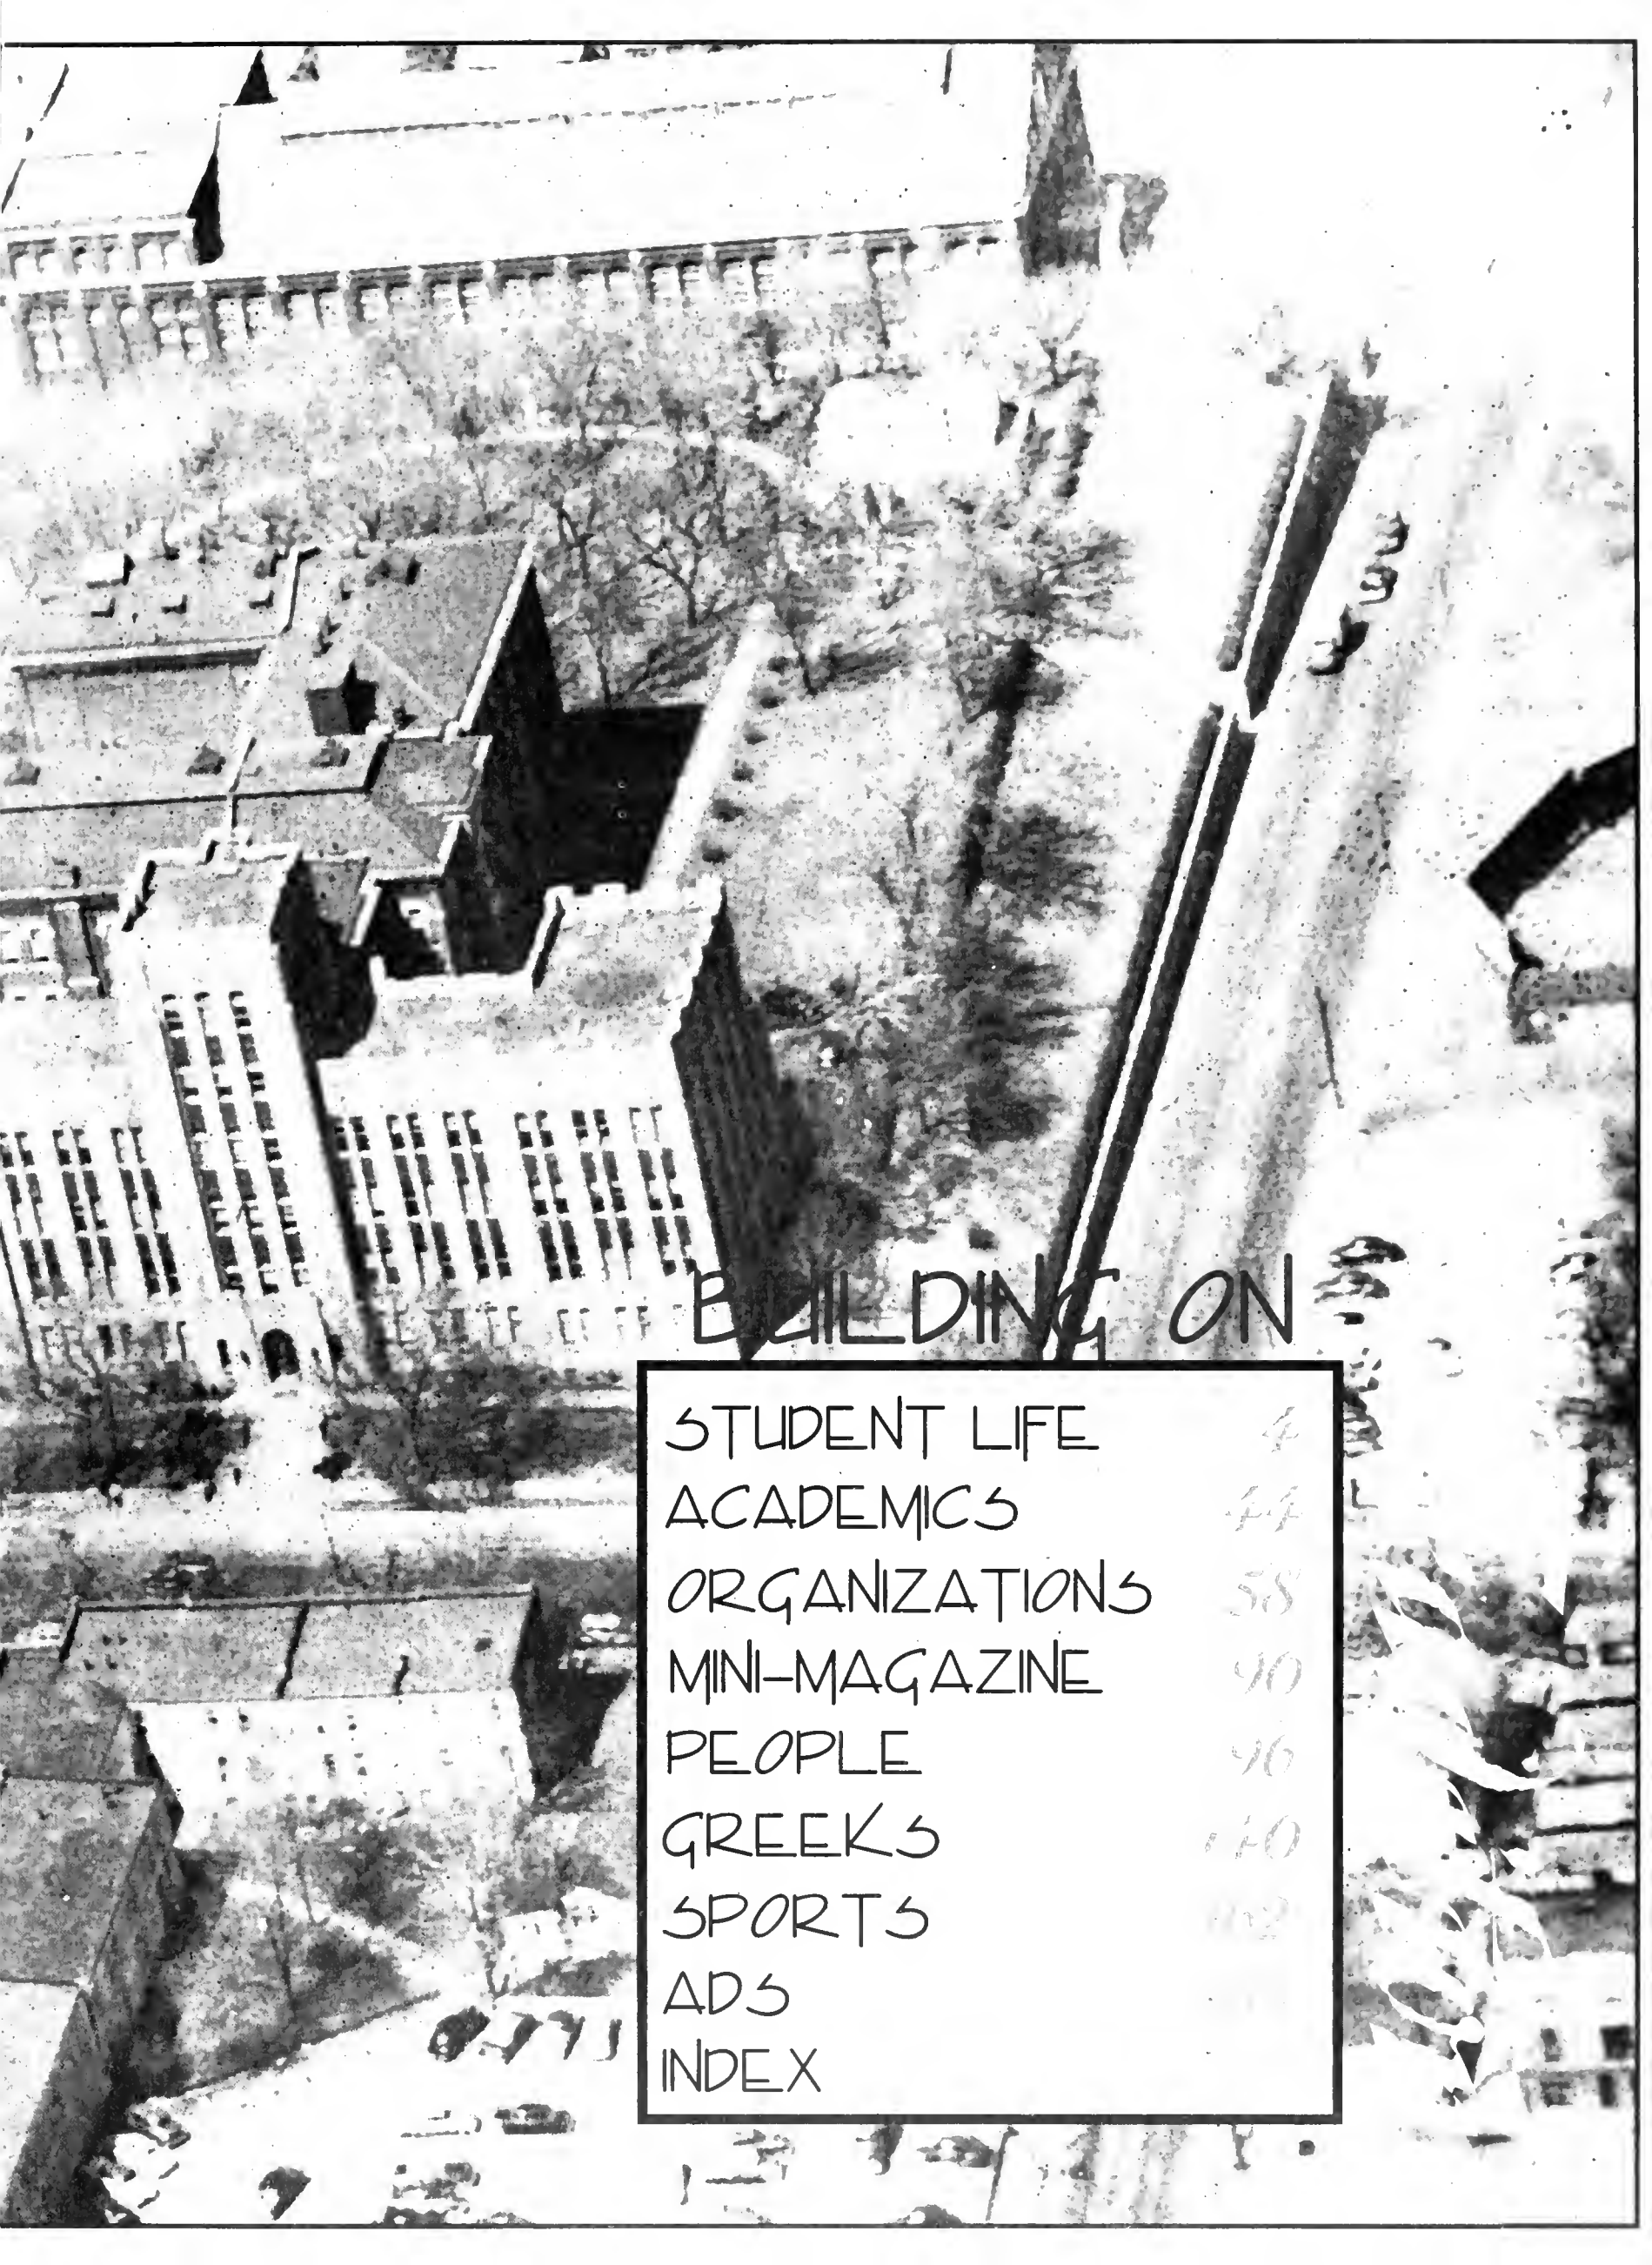 BUILDING ON
STUDENT LIFE 4
ACADEMICS 44
ORGANIZATIONS 58
MINI-MAGAZINE 90
PEOPLE 96
GREEKS
SPORTS
ADS
INDEX